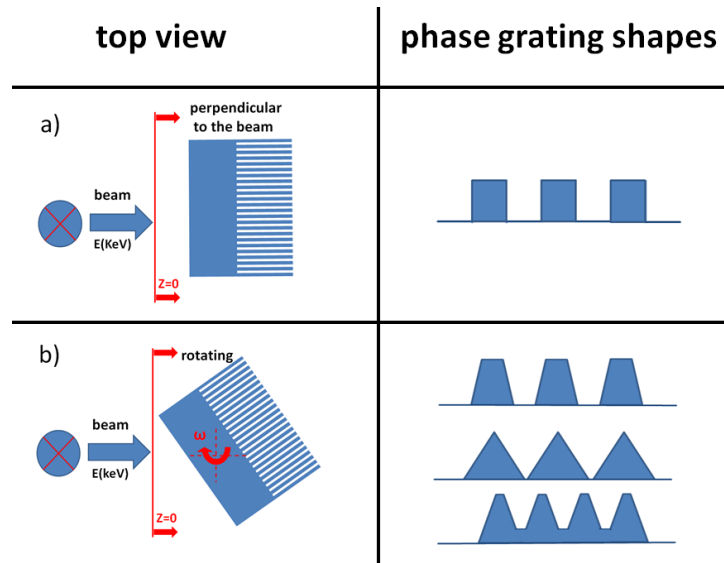 top view
phase grating shapes
a)
perpendicular
to the beam
beam
E(KeV)
Z=0
b)
rotating
beam
E(keV)
ω
Z=0